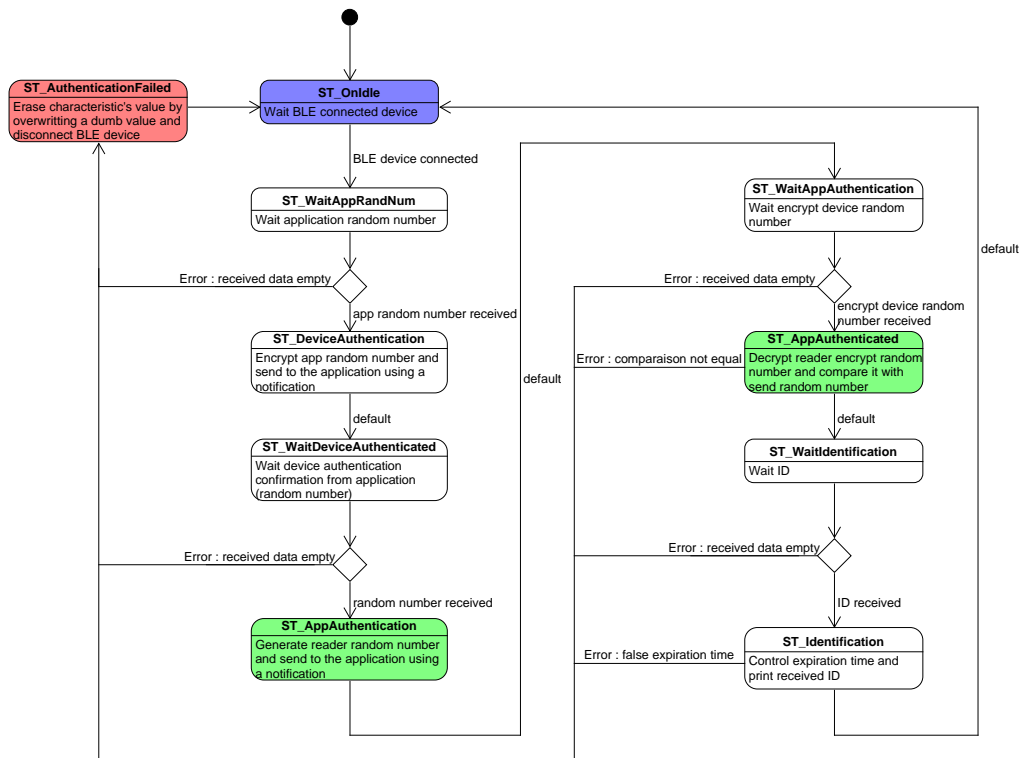 ST_AuthenticationFailed
Erase characteristic's value by
overwritting a dumb value and
disconnect BLE device
ST_OnIdle
Wait BLE connected device
BLE device connected
ST_WaitAppRandNum
Wait application random number
Error : received data empty
app random number received
ST_DeviceAuthentication
Encrypt app random number and
send to the application using a
notification
default
ST_WaitDeviceAuthenticated
Wait device authentication
confirmation from application
(random number)
Error : received data empty
random number received
ST_AppAuthentication
Generate reader random number
and send to the application using
a notification
default
ST_WaitAppAuthentication
Wait encrypt device random
number
default
Error : received data empty
encrypt device random
number received
ST_AppAuthenticated
Decrypt reader encrypt random
number and compare it with
send random number
Error : comparaison not equal
default
ST_WaitIdentification
Wait ID
Error : received data empty
ID received
ST_Identification
Control expiration time and
print received ID
Error : false expiration time